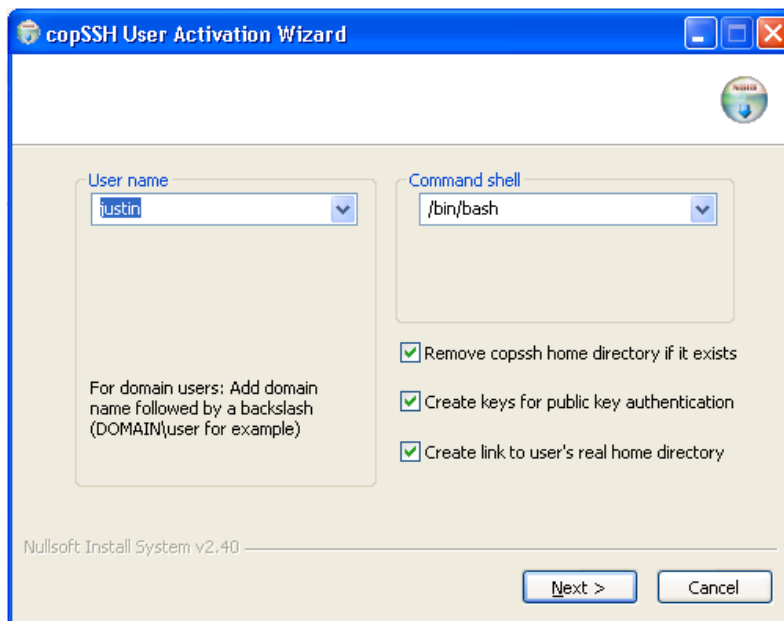 copSSH User Activation Wizard
User name
justin
For domain users: Add domain
name followed by a backslash
(DOMAIN\user for example)
Command shell
/bin/bash
Remove copssh home directory if it exists
Create keys for public key authentication
Create link to user's real home directory
Nullsoft Install System v2.40
Next >
Cancel